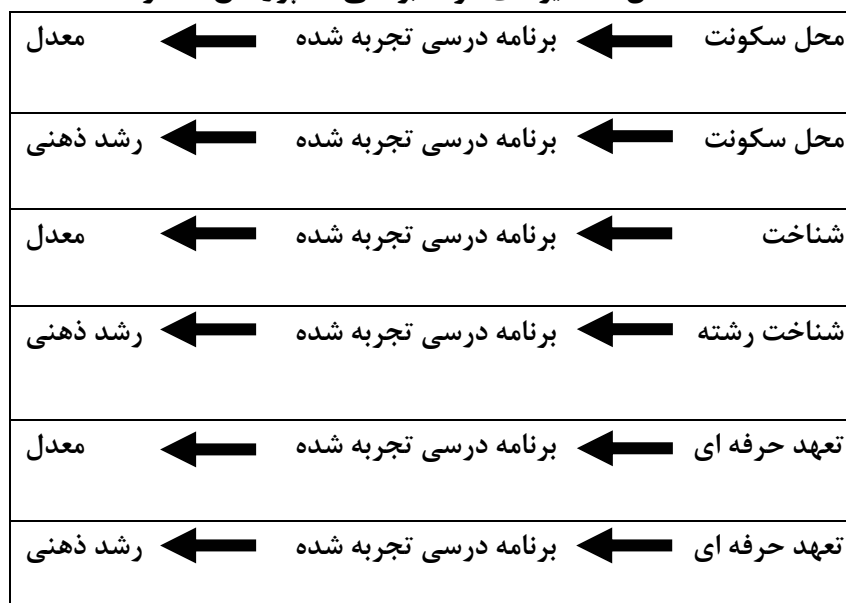 محل سکونت برنامه درسی تجربه شده معدل
محل سکونت برنامه درسی تجربه شده رشد ذهنی
شناخت برنامه درسی تجربه شده معدل
شناخت رشته برنامه درسی تجربه شده رشد ذهنی
تعهد حرفه ای برنامه درسی تجربه شده معدل
تعهد حرفه ای برنامه درسی تجربه شده رشد ذهنی